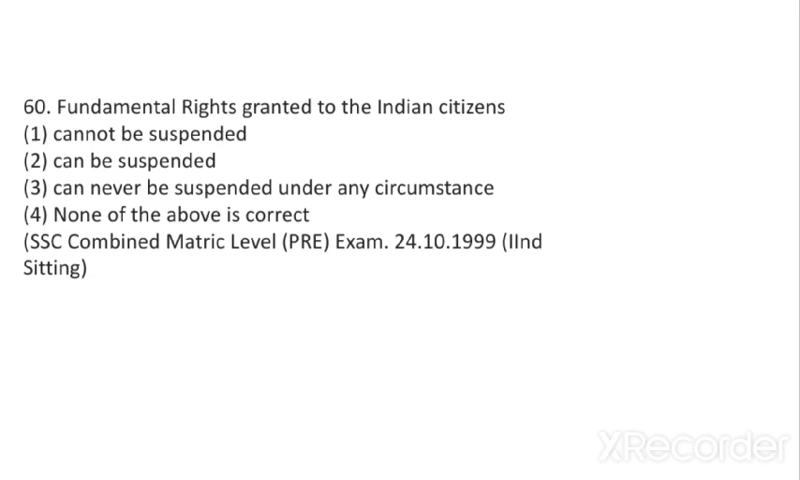 60. Fundamental Rights granted to the Indian citizens
(1) cannot be suspended
(2) can be suspended
(3) can never be suspended under any circumstance
(4) None of the above is correct
(SSC Combined Matric Level (PRE) Exam. 24.10.1999 (IInd
Sitting)
XRecorder